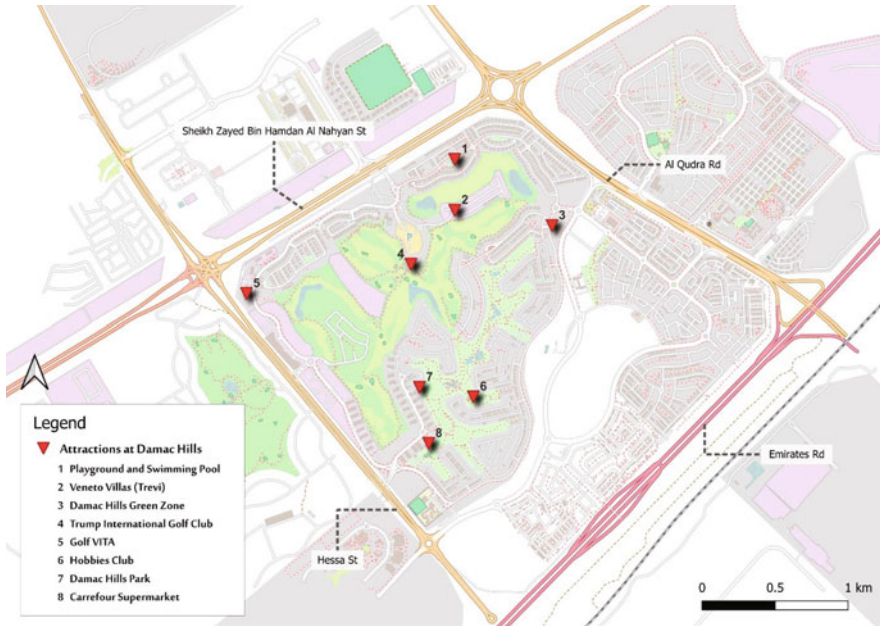 Sheikh Zayed Bin Hamdan Al Nahyan St
1
Al Qudra Rd
2
3
4
5
7
6
8
Legend
Attractions at Damac Hills
1 Playground and Swimming Pool
2 Veneto Villas (Trevi)
3 Damac Hills Green Zone
4 Trump International Golf Club
5 Golf VITA
6 Hobbies Club
7 Damac Hills Park
8 Carrefour Supermarket
Emirates Rd
Hessa St
0 0.5 1 km